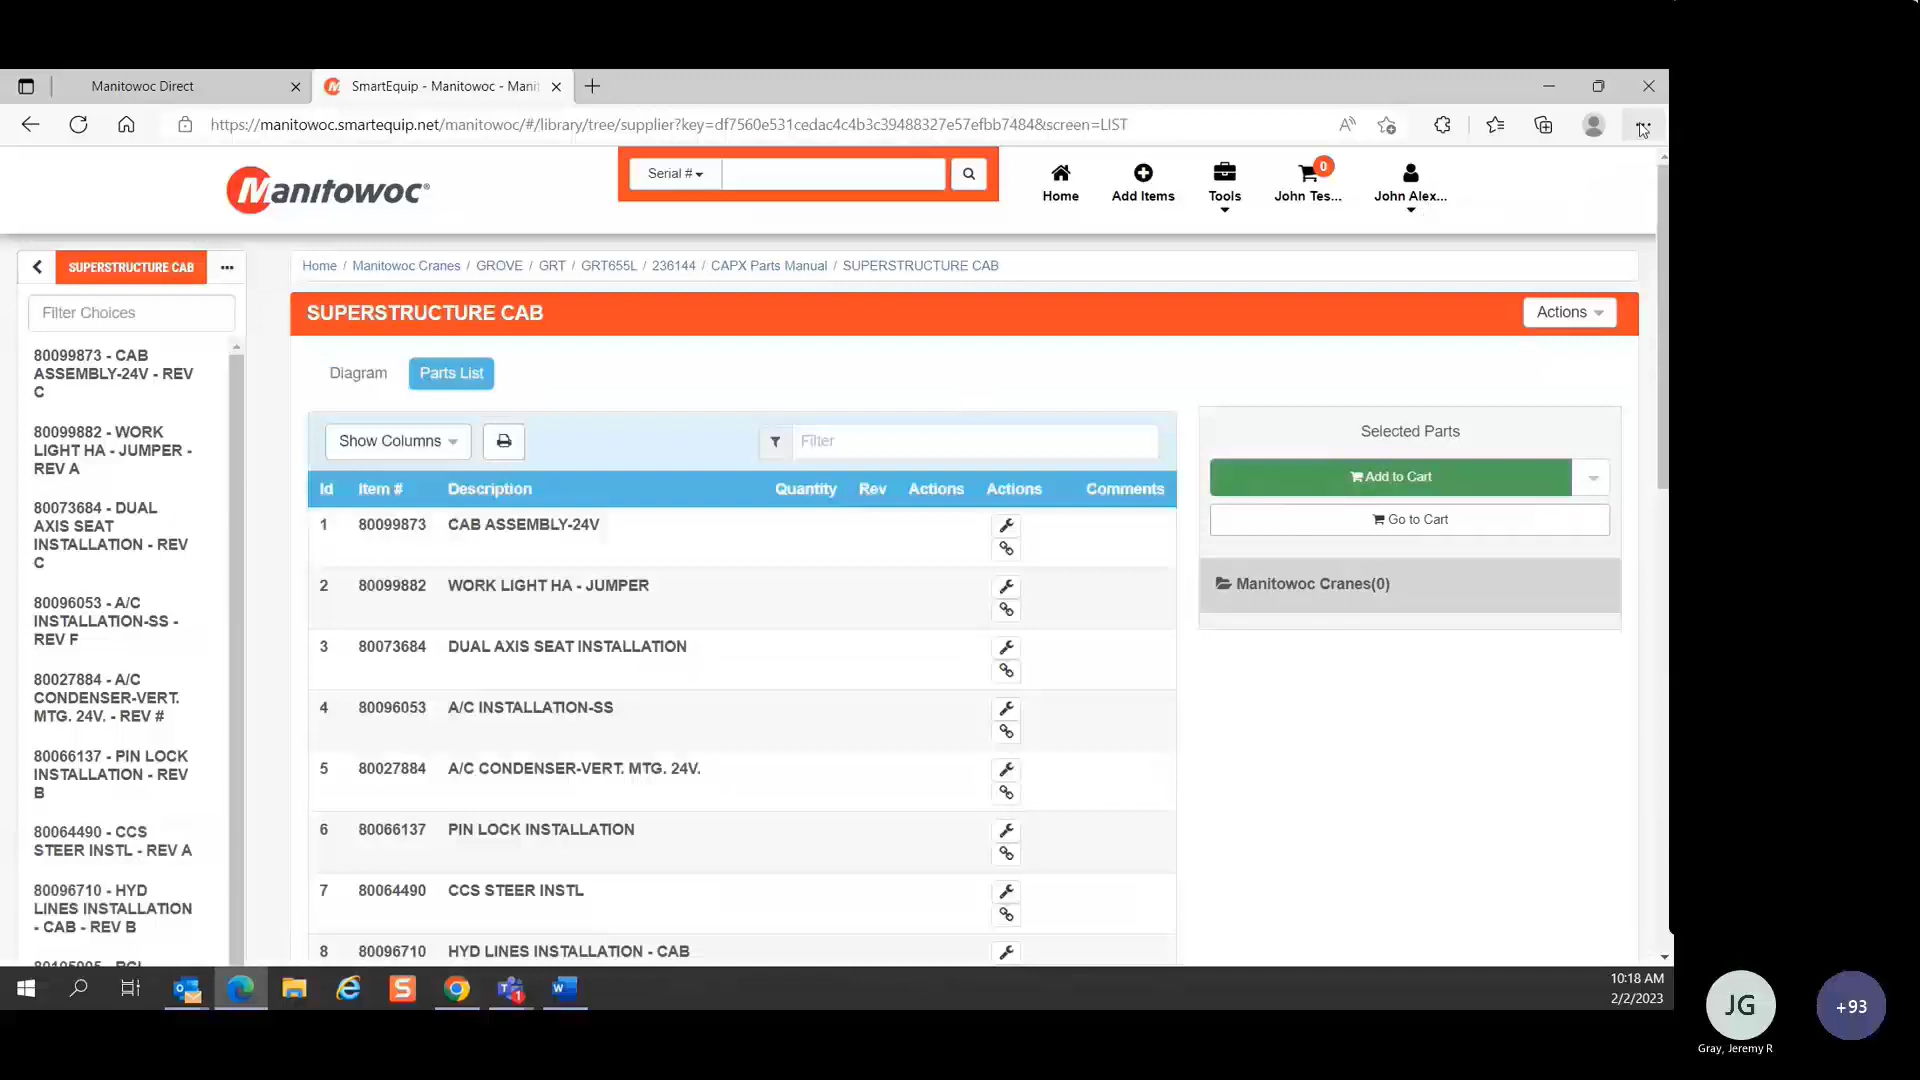 Manitowoc Direct
SmartEquip - Manitowoc - Mani
https://manitowoc.smartequip.net/manitowoc/#/library/tree/supplier?key=df7560e531cedac4c4b3c39488327e57efbb7484&screen=LIST
Manitowoc®
Serial #
Home
Add Items
Tools
0
John Tes...
John Alex...
SUPERSTRUCTURE CAB
Home / Manitowoc Cranes / GROVE / GRT / GRT655L / 236144 / CAPX Parts Manual / SUPERSTRUCTURE CAB
Filter Choices
80099873 - CAB
ASSEMBLY-24V - REV
C
80099882 - WORK
LIGHT HA - JUMPER -
REV A
80073684 - DUAL
AXIS SEAT
INSTALLATION - REV
C
80096053 - A/C
INSTALLATION-SS -
REV F
80027884 - A/C
CONDENSER-VERT.
MTG. 24V. - REV #
80066137 - PIN LOCK
INSTALLATION - REV
B
80064490 - CCS
STEER INSTL - REV A
80096710 - HYD
LINES INSTALLATION
- CAB - REV B
SUPERSTRUCTURE CAB
Actions
Diagram
Parts List
Show Columns
Filter
Id Item # Description Quantity Rev Actions Actions Comments
1 80099873 CAB ASSEMBLY-24V
2 80099882 WORK LIGHT HA - JUMPER
3 80073684 DUAL AXIS SEAT INSTALLATION
4 80096053 A/C INSTALLATION-SS
5 80027884 A/C CONDENSER-VERT. MTG. 24V.
6 80066137 PIN LOCK INSTALLATION
7 80064490 CCS STEER INSTL
8 80096710 HYD LINES INSTALLATION - CAB
Selected Parts
Add to Cart
Go to Cart
Manitowoc Cranes(0)
10:18 AM
2/2/2023
JG
+93
Gray, Jeremy R